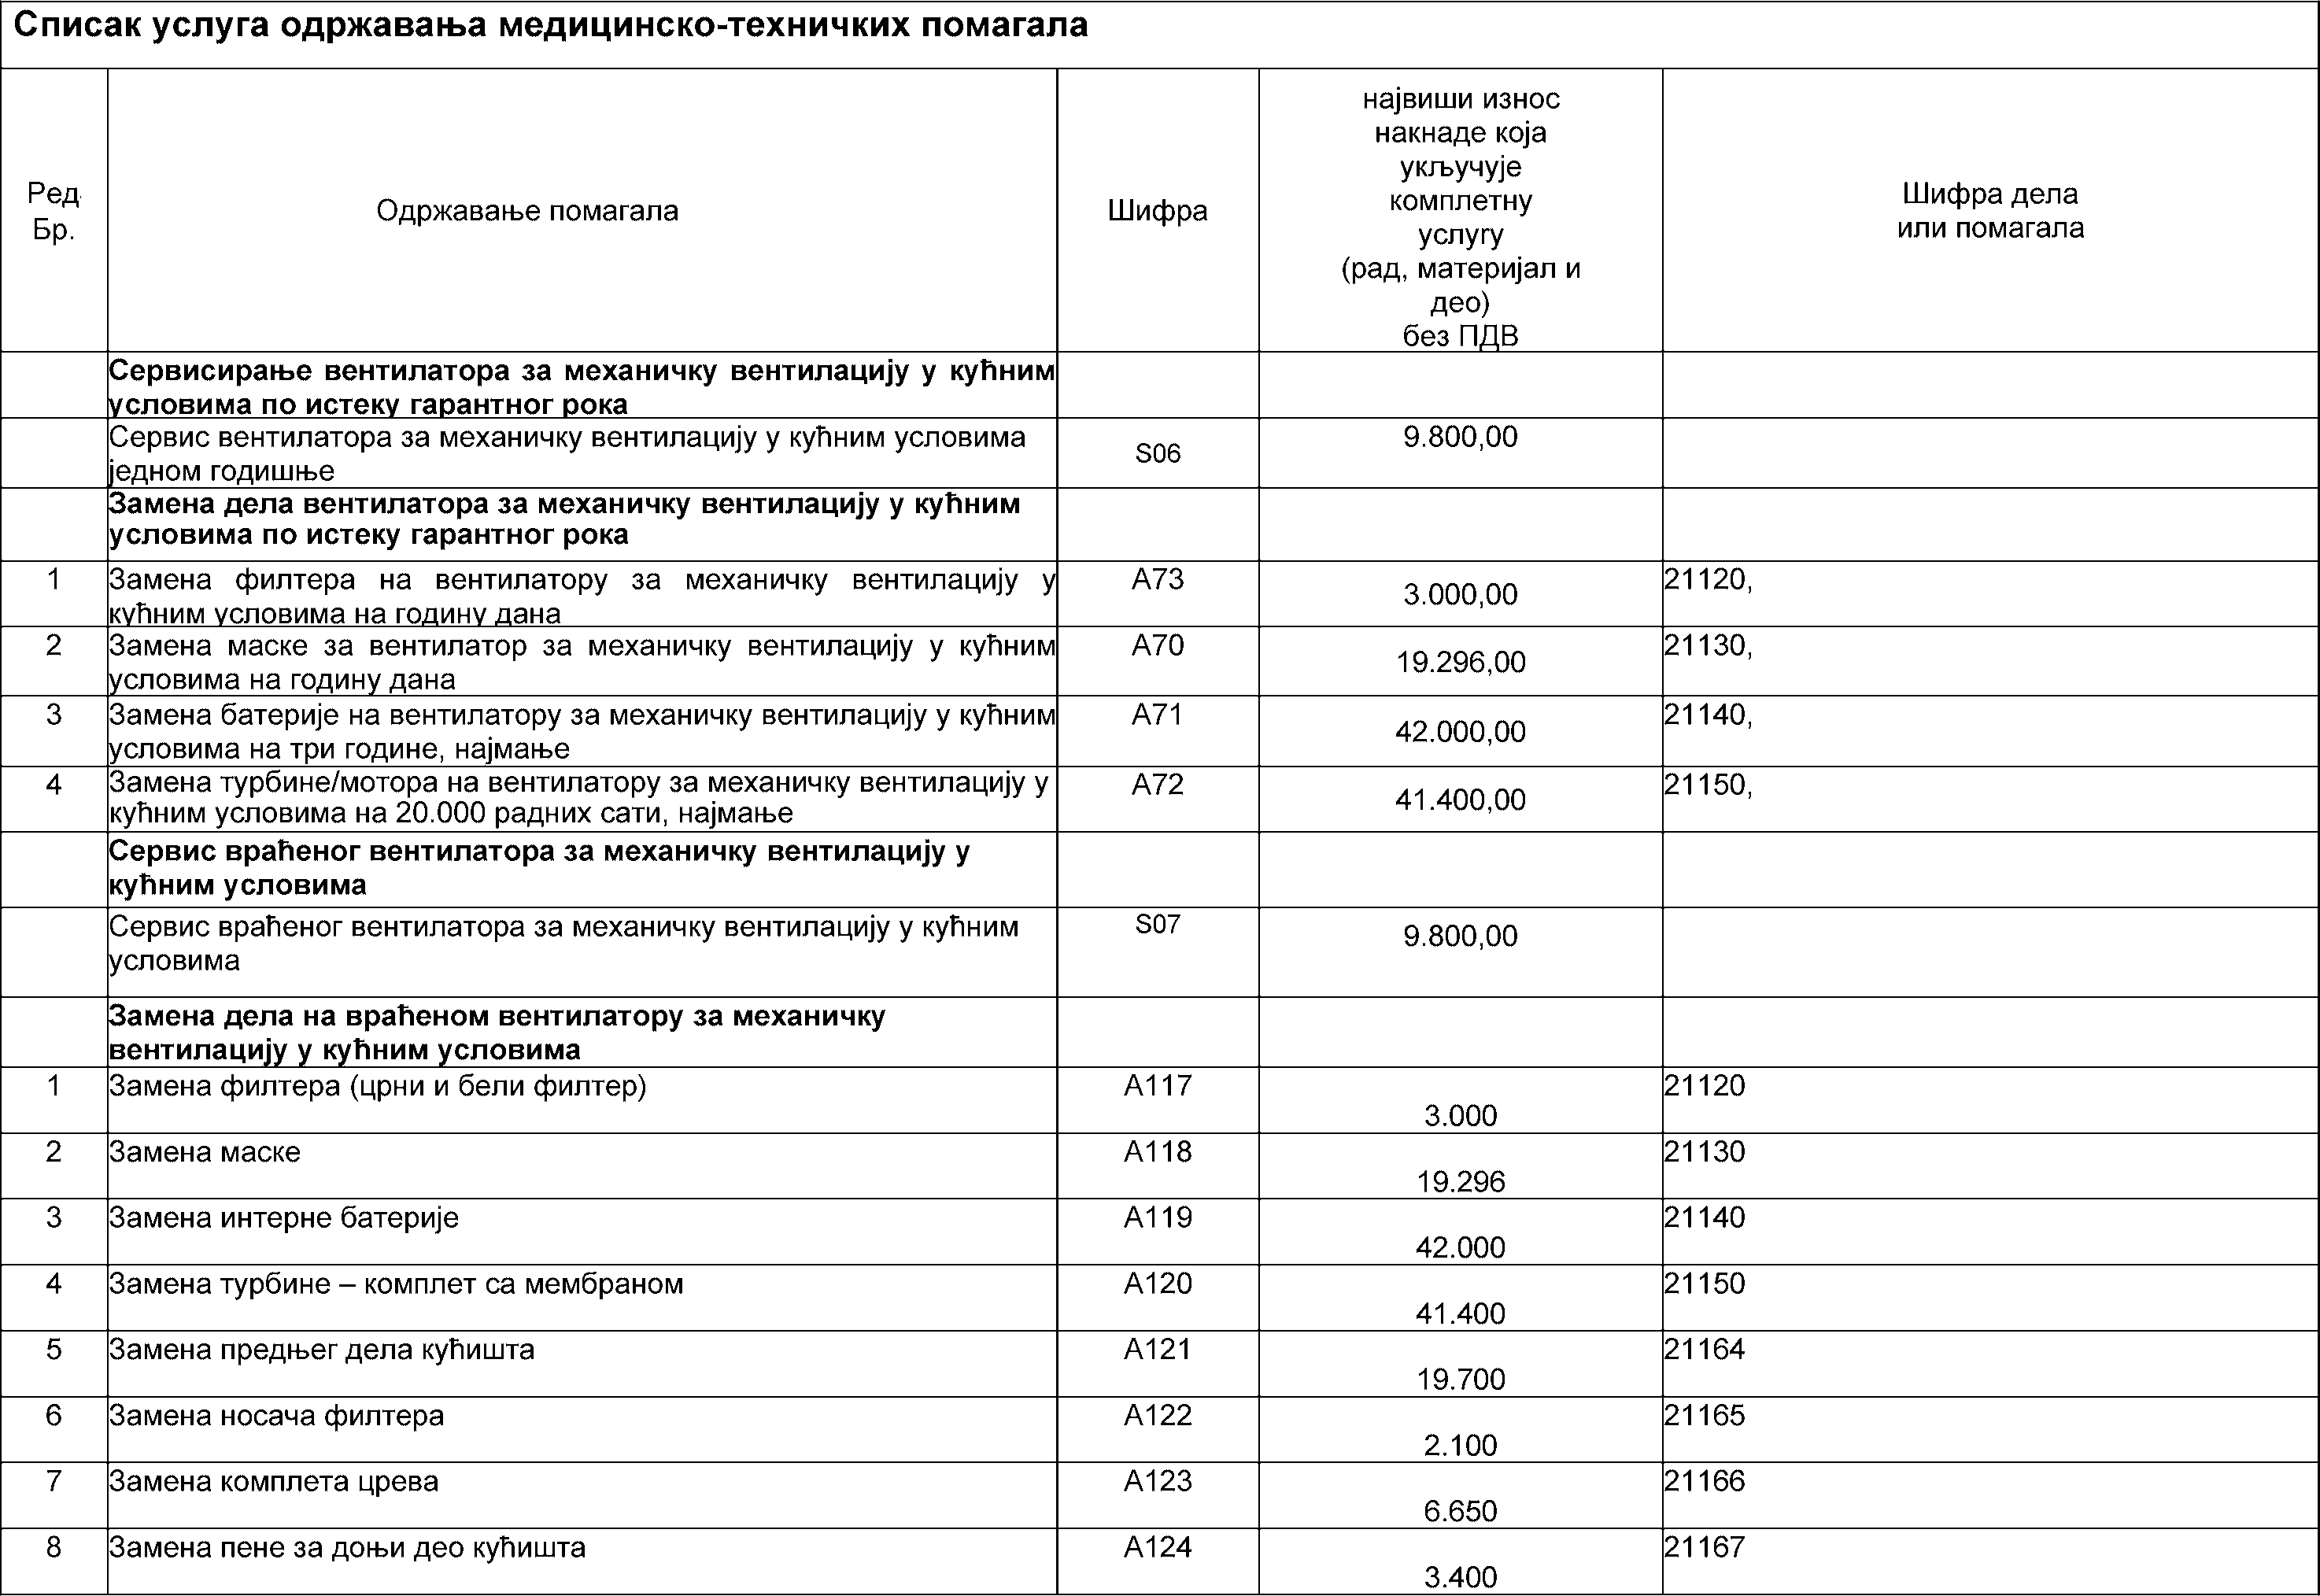 Списак услуга одржавања медицинско-техничких помагала
Ред.
Бр.
Одржавање помагала
Шифра
највиши износ
накнаде која
укључује
комплетну
услугу
(рад, материјал и
део)
без ПДВ
Шифра дела
или помагала
Сервисирање вентилатора за механичку вентилацију у кућним
условима по истеку гарантног рока
Сервис вентилатора за механичку вентилацију у кућним условима
једном годишње
S06
9.800,00
Замена дела вентилатора за механичку вентилацију у кућним
условима по истеку гарантног рока
1
Замена филтера на вентилатору за механичку вентилацију у
кућним условима на годину дана
A73
3.000,00
21120,
2
Замена маске за вентилатор за механичку вентилацију у кућним
условима на годину дана
A70
19.296,00
21130,
3
Замена батерије на вентилатору за механичку вентилацију у кућним
условима на три године, најмање
A71
42.000,00
21140,
4
Замена турбине/мотора на вентилатору за механичку вентилацију у
кућним условима на 20.000 радних сати, најмање
A72
41.400,00
21150,
Сервис враћеног вентилатора за механичку вентилацију у
кућним условима
Сервис враћеног вентилатора за механичку вентилацију у кућним
условима
S07
9.800,00
Замена дела на враћеном вентилатору за механичку
вентилацију у кућним условима
1
Замена филтера (црни и бели филтер)
A117
3.000
21120
2
Замена маске
A118
19.296
21130
3
Замена интерне батерије
A119
42.000
21140
4
Замена турбине – комплет са мембраном
A120
41.400
21150
5
Замена предњег дела кућишта
A121
19.700
21164
6
Замена носача филтера
A122
2.100
21165
7
Замена комплета црева
A123
6.650
21166
8
Замена пене за доњи део кућишта
A124
3.400
21167